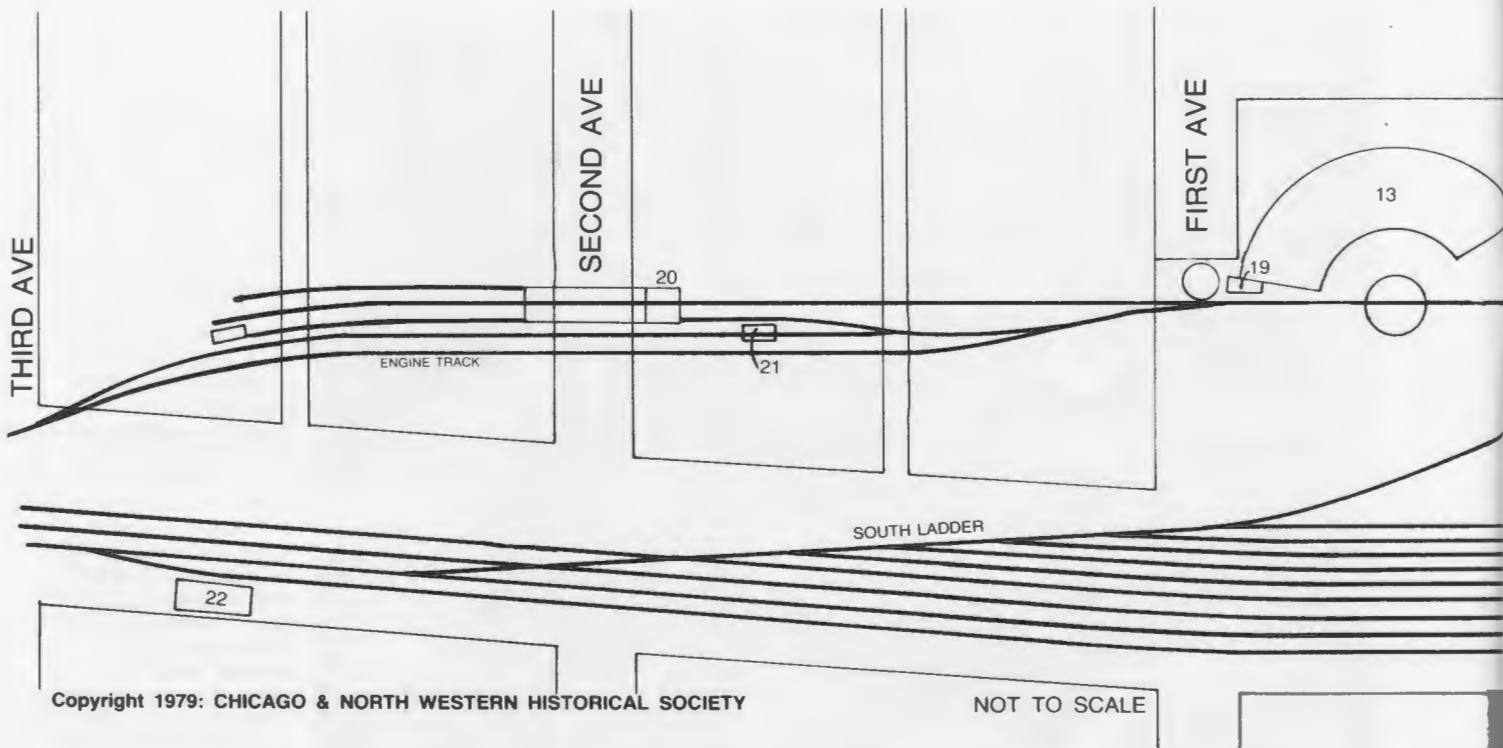 THIRD AVE
SECOND AVE
FIRST AVE
13
19
20
21
ENGINE TRACK
SOUTH LADDER
22
Copyright 1979: CHICAGO & NORTH WESTERN HISTORICAL SOCIETY
NOT TO SCALE